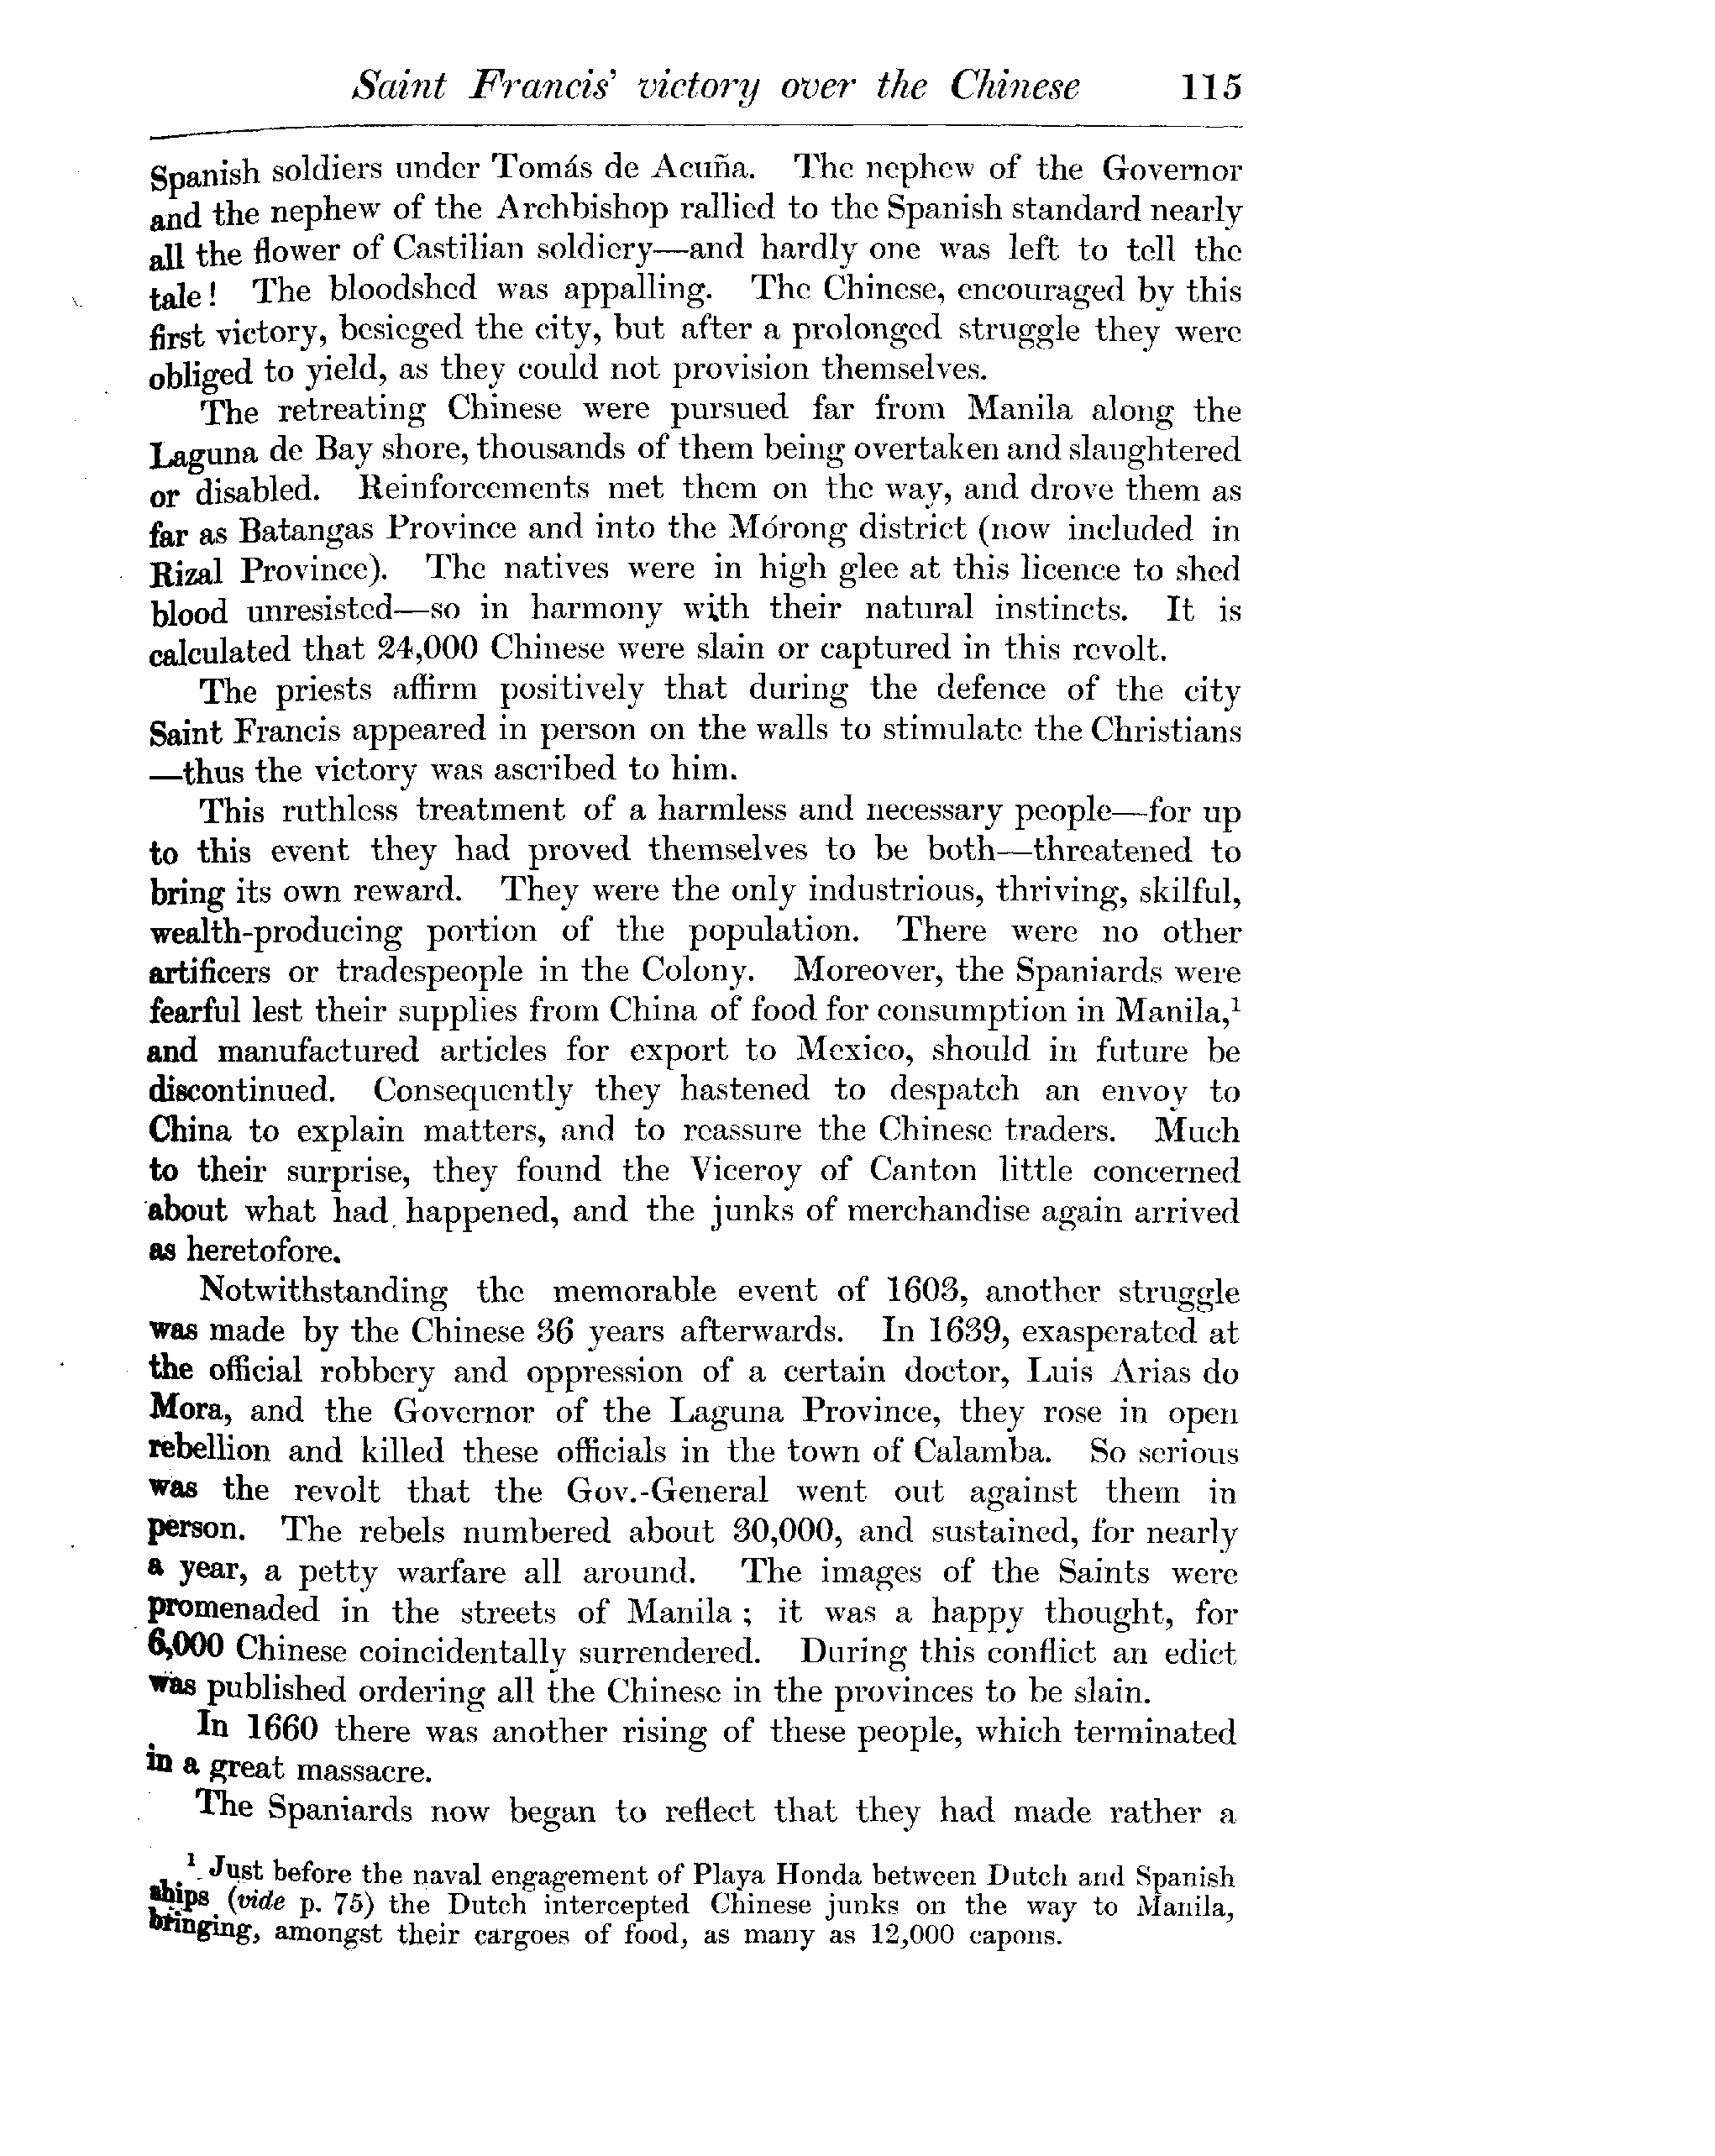 Saint Francis' victory over the Chinese 115
Spanish soldiers under Tomás de Acuña. The nephew of the Governor
and the nephew of the Archbishop rallied to the Spanish standard nearly
all the flower of Castilian soldiery—and hardly one was left to tell the
tale! The bloodshed was appalling. The Chinese, encouraged by this
first victory, besieged the city, but after a prolonged struggle they were
obliged to yield, as they could not provision themselves.
The retreating Chinese were pursued far from Manila along the
Laguna de Bay shore, thousands of them being overtaken and slaughtered
or disabled. Reinforcements met them on the way, and drove them as
far as Batangas Province and into the Mórong district (now included in
Rizal Province). The natives were in high glee at this licence to shed
blood unresisted—so in harmony with their natural instincts. It is
calculated that 24,000 Chinese were slain or captured in this revolt.
The priests affirm positively that during the defence of the city
Saint Francis appeared in person on the walls to stimulate the Christians
—thus the victory was ascribed to him.
This ruthless treatment of a harmless and necessary people—for up
to this event they had proved themselves to be both—threatened to
bring its own reward. They were the only industrious, thriving, skilful,
wealth-producing portion of the population. There were no other
artificers or tradespeople in the Colony. Moreover, the Spaniards were
fearful lest their supplies from China of food for consumption in Manila,¹
and manufactured articles for export to Mexico, should in future be
discontinued. Consequently they hastened to despatch an envoy to
China to explain matters, and to reassure the Chinese traders. Much
to their surprise, they found the Viceroy of Canton little concerned
about what had happened, and the junks of merchandise again arrived
as heretofore.
Notwithstanding the memorable event of 1603, another struggle
was made by the Chinese 36 years afterwards. In 1639, exasperated at
the official robbery and oppression of a certain doctor, Luis Arias do
Mora, and the Governor of the Laguna Province, they rose in open
rebellion and killed these officials in the town of Calamba. So serious
was the revolt that the Gov.-General went out against them in
person. The rebels numbered about 30,000, and sustained, for nearly
a year, a petty warfare all around. The images of the Saints were
promenaded in the streets of Manila; it was a happy thought, for
6,000 Chinese coincidentally surrendered. During this conflict an edict
was published ordering all the Chinese in the provinces to be slain.
In 1660 there was another rising of these people, which terminated
in a great massacre.
The Spaniards now began to reflect that they had made rather a
¹ Just before the naval engagement of Playa Honda between Dutch and Spanish
ships (vide p. 75) the Dutch intercepted Chinese junks on the way to Manila,
bringing, amongst their cargoes of food, as many as 12,000 capons.